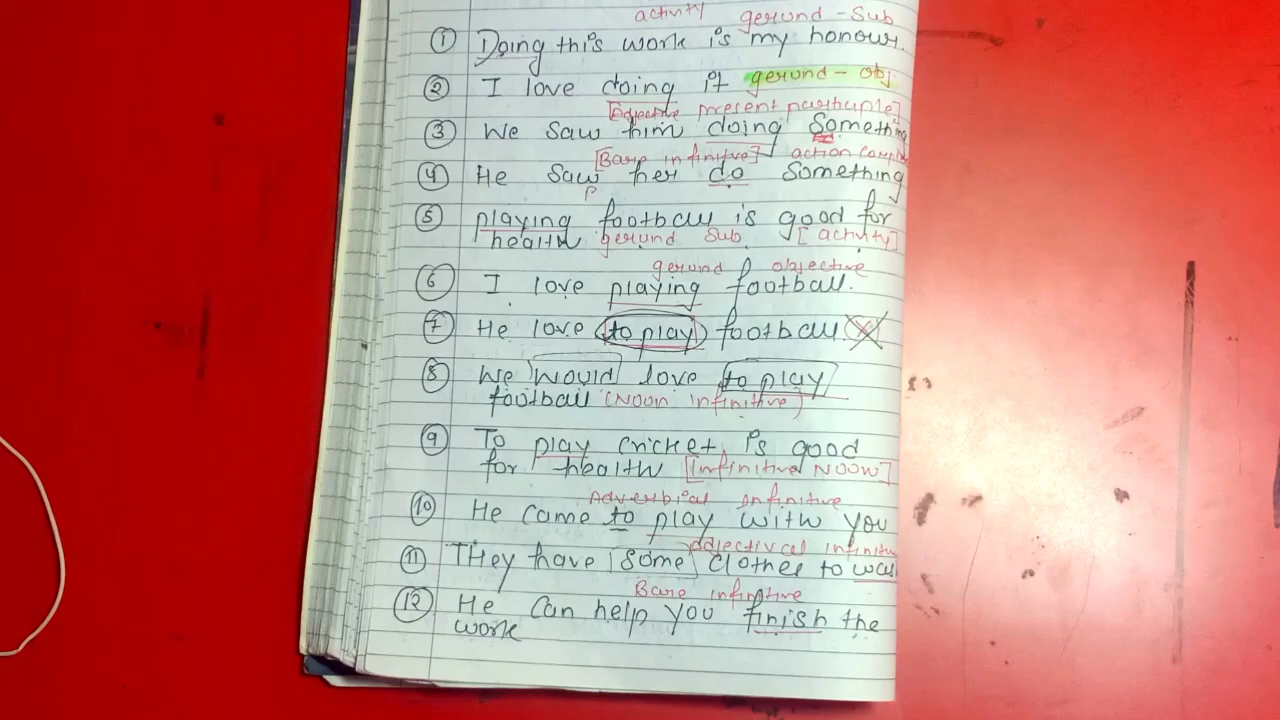 activity gerund - Sub
① Doing this work is my honour.
② I love doing it gerund - obj
[Adjective present participle]
③ We saw him doing Something
[Bare infinitve] action comple
④ He saw her do something
P
⑤ playing football is good for
health gerund Sub [activity]
gerund objective
⑥ I love playing football.
⑦ He love to play football
⑧ We would love to play
football (Noun infinitive)
⑨ To play cricket is good
for health [infinitive Noun]
Adverbical infinitive
⑩ He came to play with you
adjectival infinitive
⑪ THey have some clothes to was
Bare infinitive
⑫ He can help you finish the
work